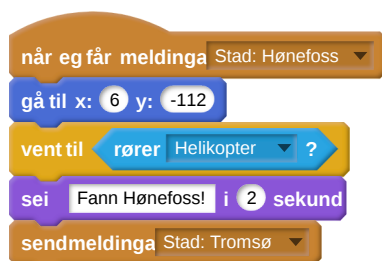 når eg får meldinga Stad: Hønefoss
gå til x: 6 y: -112
vent til rører Helikopter ?
sei Fann Hønefoss! i 2 sekund
sendmeldinga Stad: Tromsø